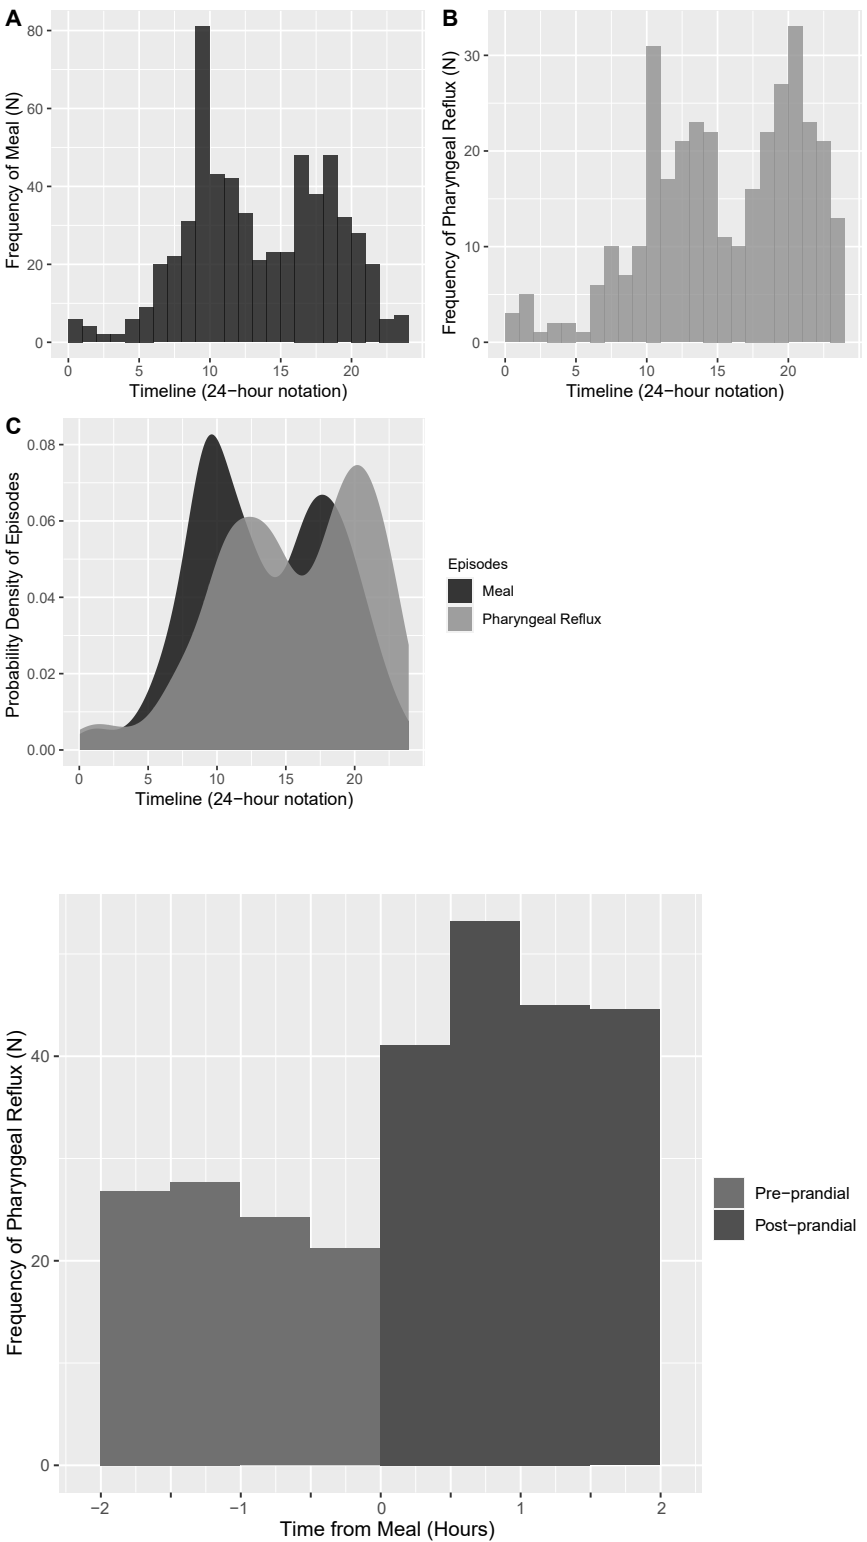 A
Frequency of Meal (N)
80
60
40
20
0
0 5 10 15 20
Timeline (24−hour notation)
B
Frequency of Pharyngeal Reflux (N)
30
20
10
0
0 5 10 15 20
Timeline (24−hour notation)
C
Probability Density of Episodes
0.08
0.06
0.04
0.02
0.00
0 5 10 15 20
Timeline (24−hour notation)
Episodes
Meal
Pharyngeal Reflux
Frequency of Pharyngeal Reflux (N)
40
20
0
−2 −1 0 1 2
Time from Meal (Hours)
Pre−prandial
Post−prandial